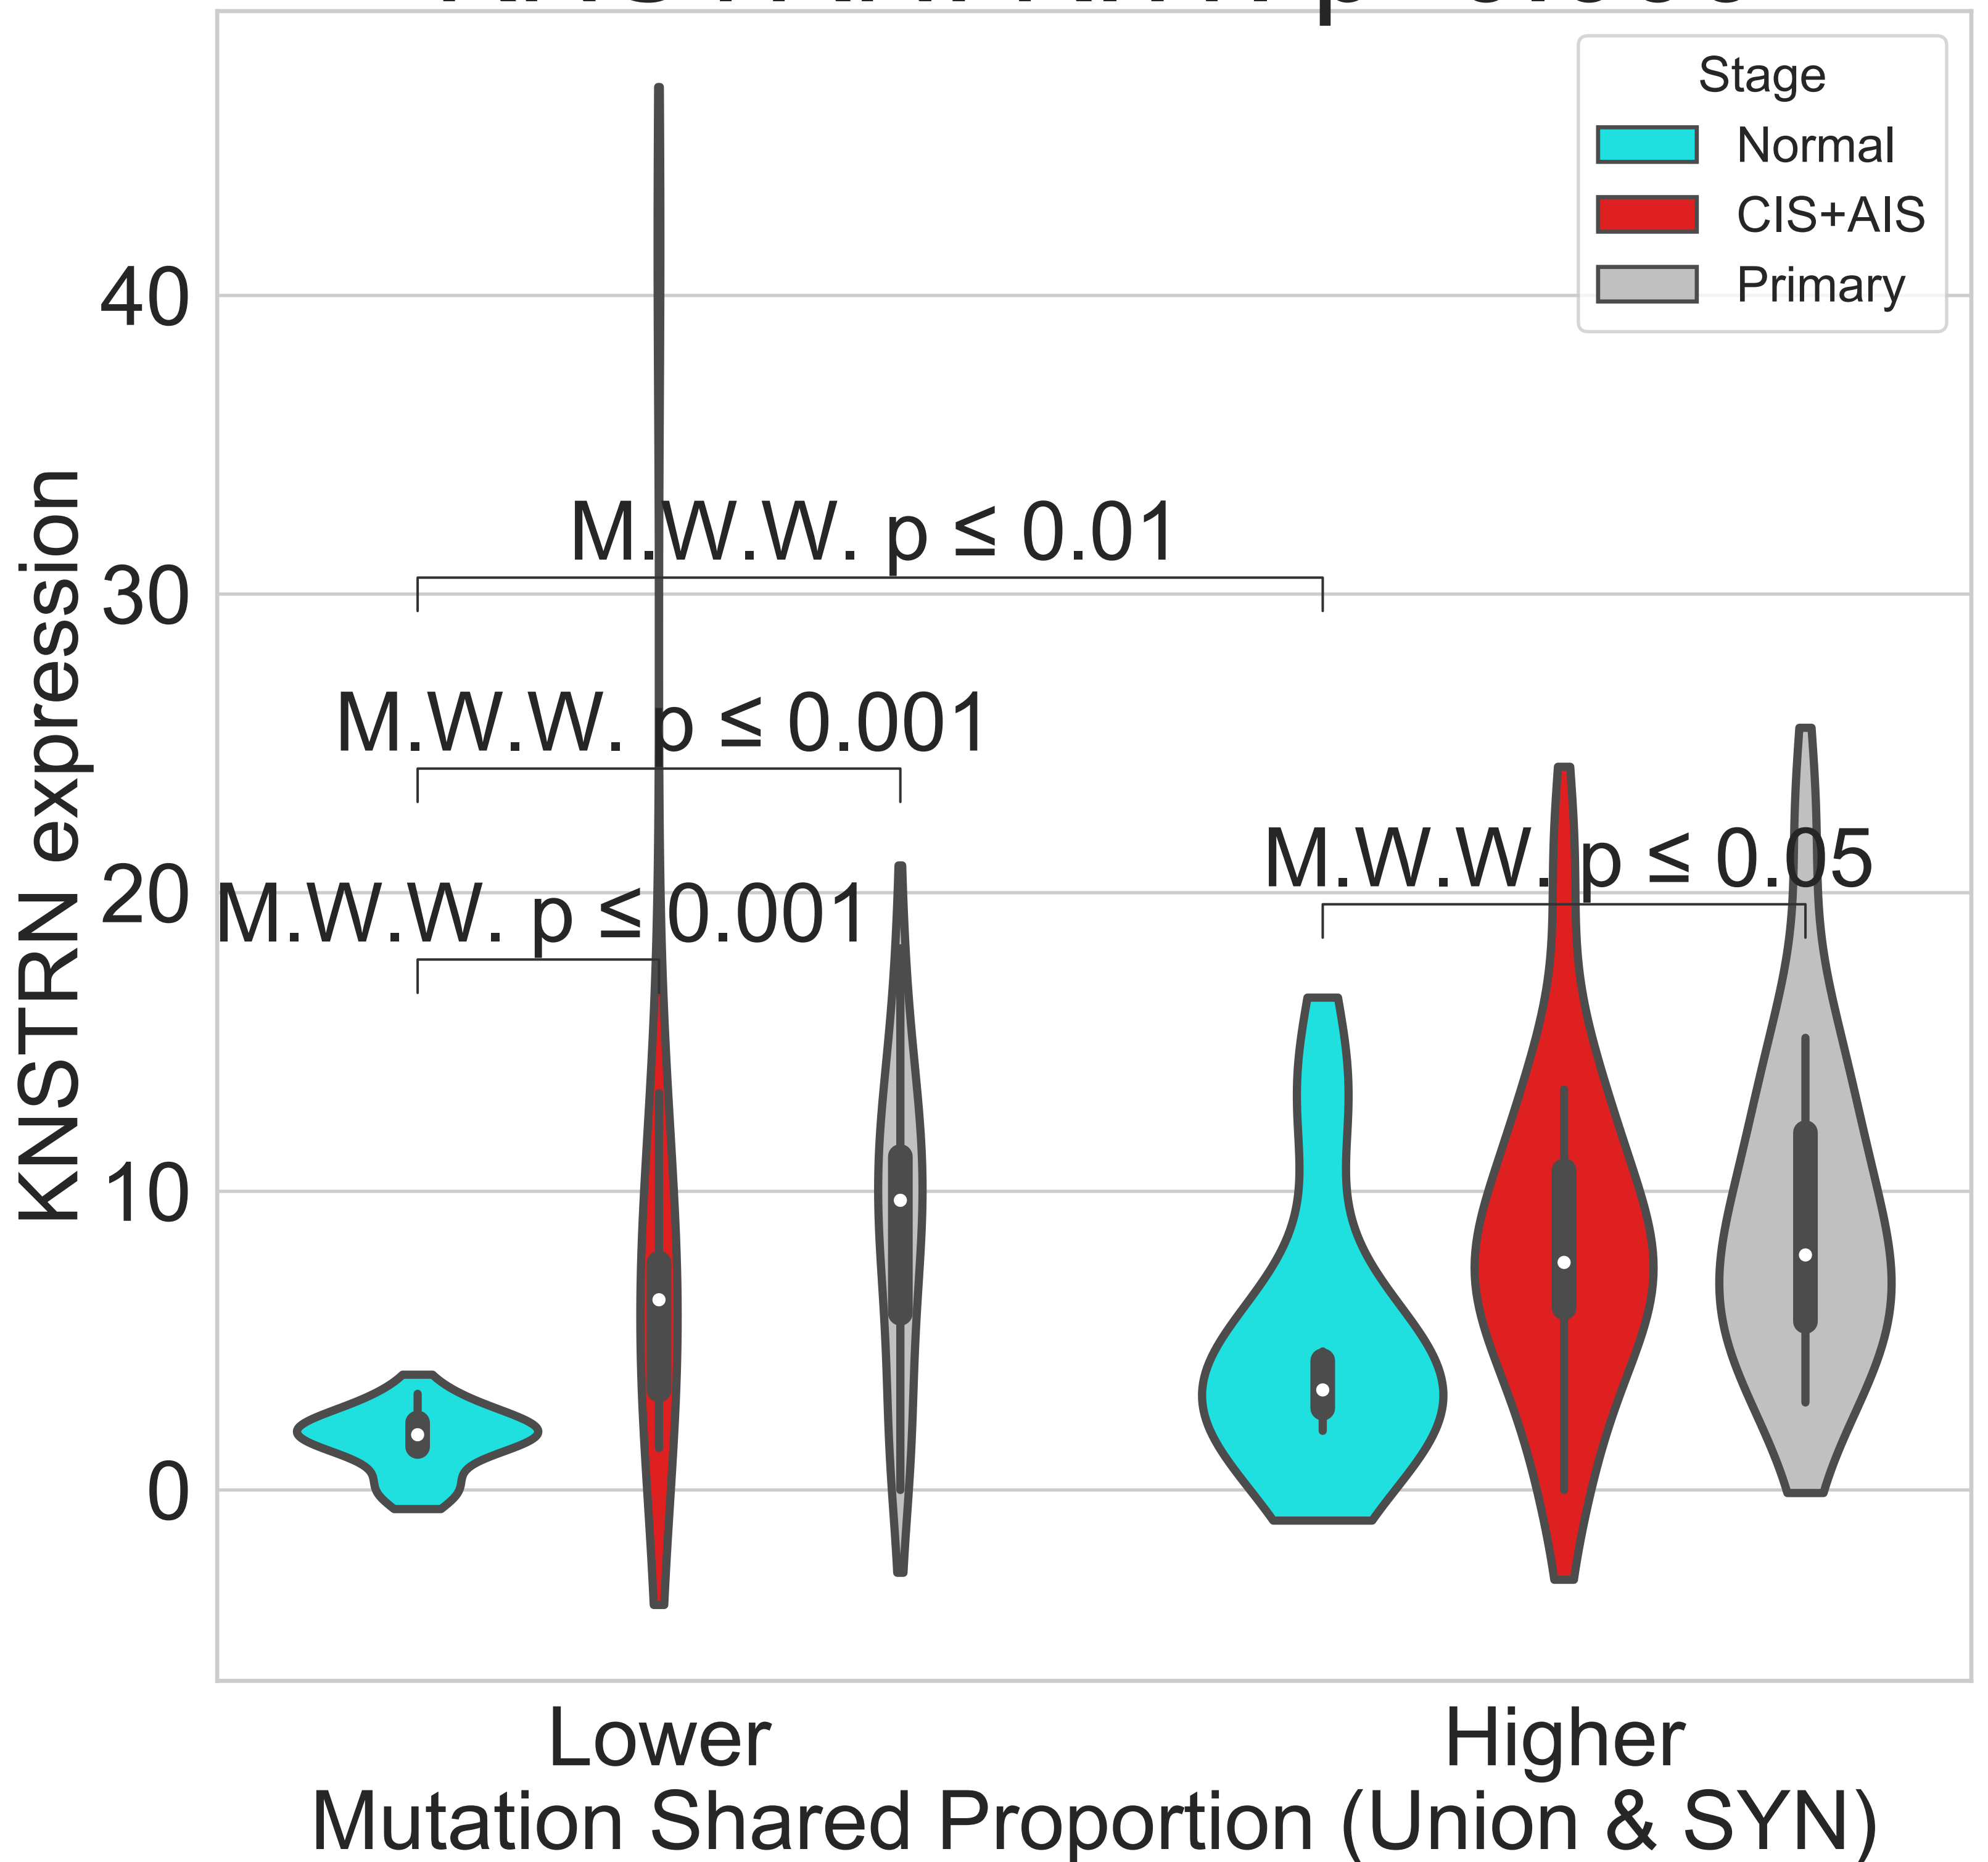 Stage
Normal
CIS+AIS
Primary
KNSTRN expression
40
30
20
10
0
M.W.W. p ≤ 0.01
M.W.W. p ≤ 0.001
M.W.W. p ≤ 0.001
M.W.W. p ≤ 0.05
Lower
Higher
Mutation Shared Proportion (Union & SYN)